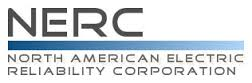 NERC
NORTH AMERICAN ELECTRIC
RELIABILITY CORPORATION